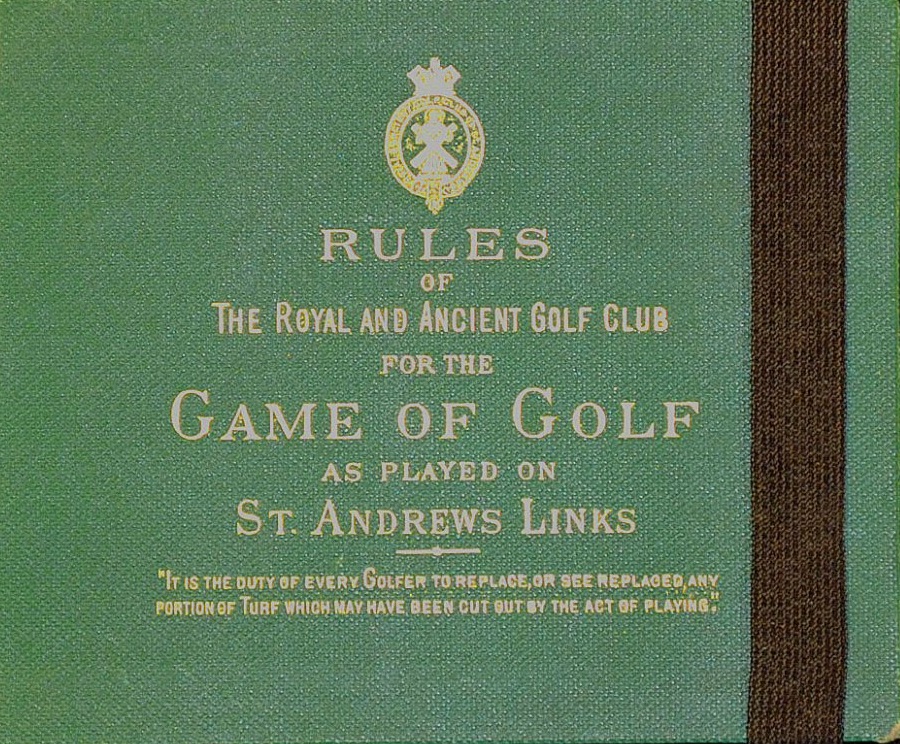 RULES
OF
THE ROYAL AND ANCIENT GOLF CLUB
FOR THE
GAME OF GOLF
AS PLAYED ON
ST. ANDREWS LINKS
"IT IS THE DUTY OF EVERY GOLFER TO REPLACE, OR SEE REPLACED, ANY
PORTION OF TURF WHICH MAY HAVE BEEN CUT OUT BY THE ACT OF PLAYING."